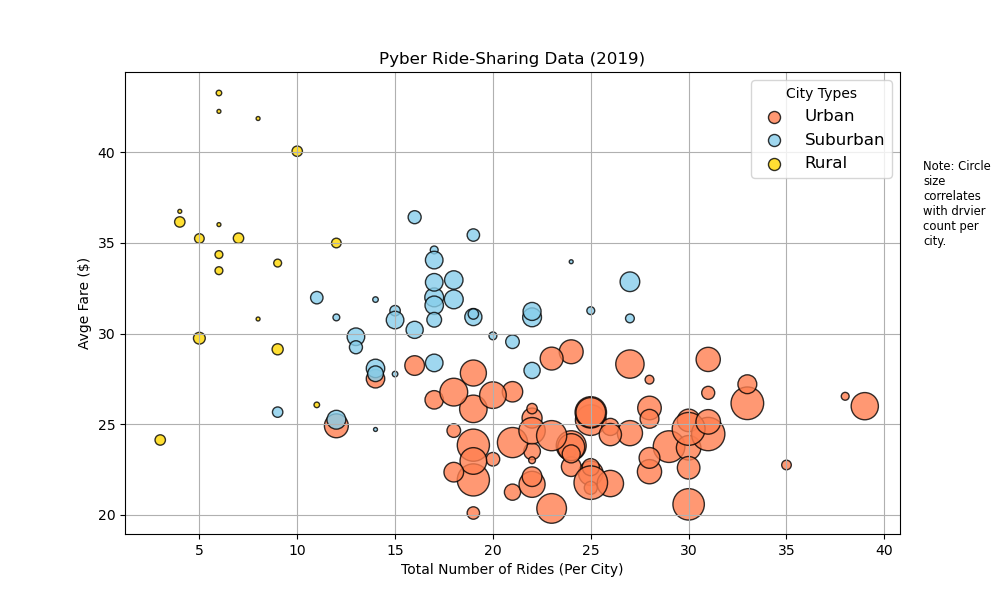 Pyber Ride-Sharing Data (2019)
City Types
Urban
Suburban
Rural
Note: Circle
size
correlates
with drvier
count per
city.
Avge Fare ($)
40
35
30
25
20
5 10 15 20 25 30 35 40
Total Number of Rides (Per City)